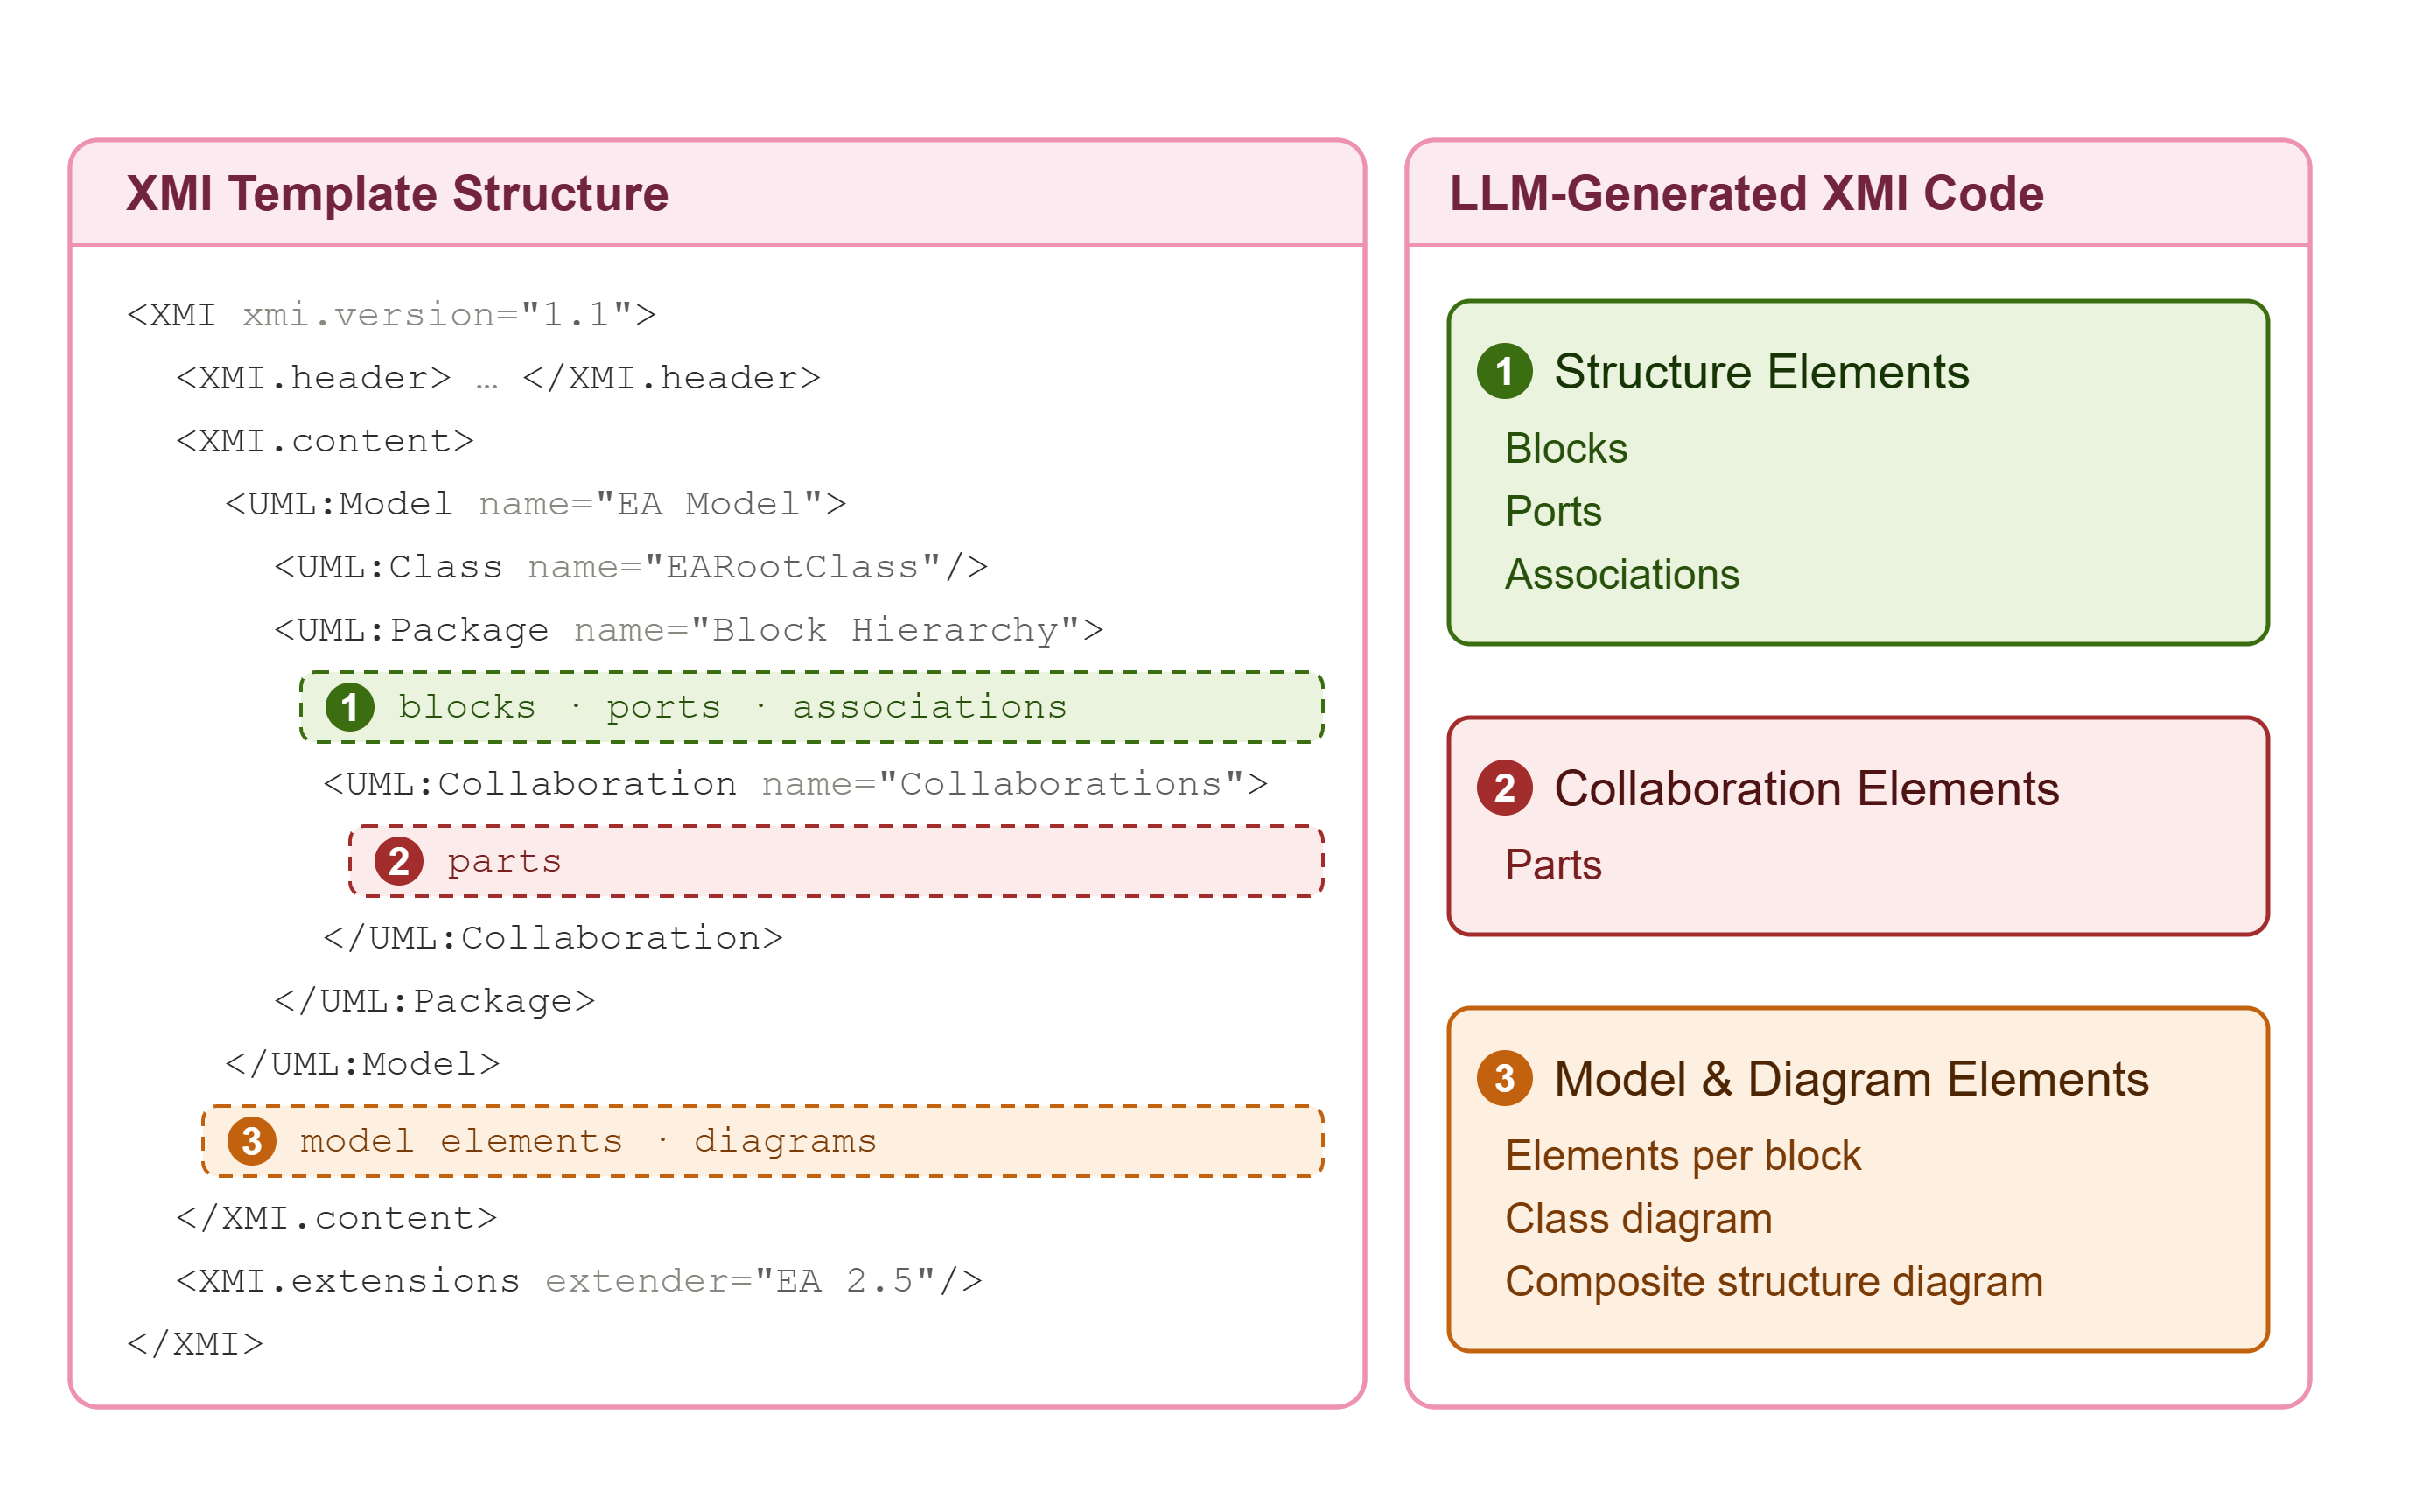 XMI Template Structure
<XMI xmi.version="1.1">
<XMI.header> … </XMI.header>
<XMI.content>
<UML:Model name="EA Model">
<UML:Class name="EARootClass"/>
<UML:Package name="Block Hierarchy">
1 blocks · ports · associations
<UML:Collaboration name="Collaborations">
2 parts
</UML:Collaboration>
</UML:Package>
</UML:Model>
3 model elements · diagrams
</XMI.content>
<XMI.extensions extender="EA 2.5"/>
</XMI>
LLM-Generated XMI Code
1 Structure Elements
Blocks
Ports
Associations
2 Collaboration Elements
Parts
3 Model & Diagram Elements
Elements per block
Class diagram
Composite structure diagram